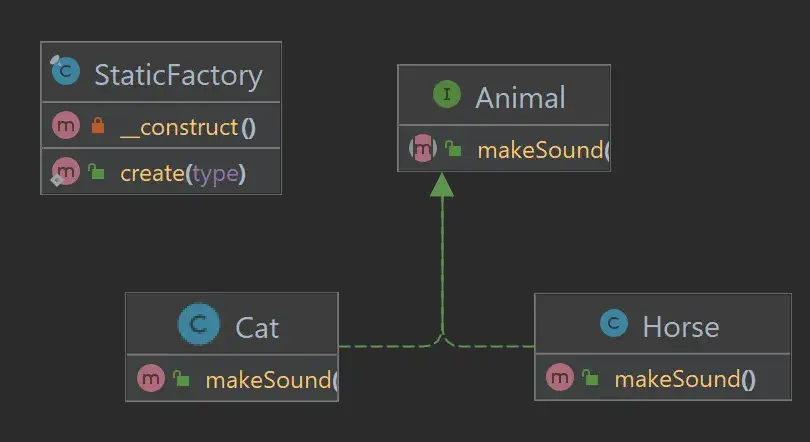 StaticFactory
m __construct()
m create(type)
I Animal
m makeSound(
C Cat
m makeSound(
C Horse
m makeSound()